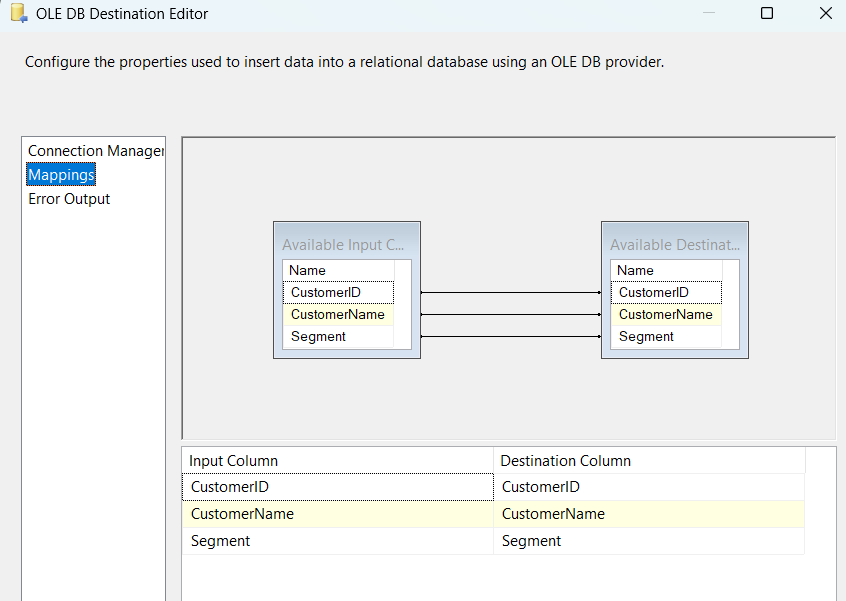 OLE DB Destination Editor
Configure the properties used to insert data into a relational database using an OLE DB provider.
Connection Manager
Mappings
Error Output
Available Input C...
Name
CustomerID
CustomerName
Segment
Available Destinat...
Name
CustomerID
CustomerName
Segment
Input Column Destination Column
CustomerID CustomerID
CustomerName CustomerName
Segment Segment